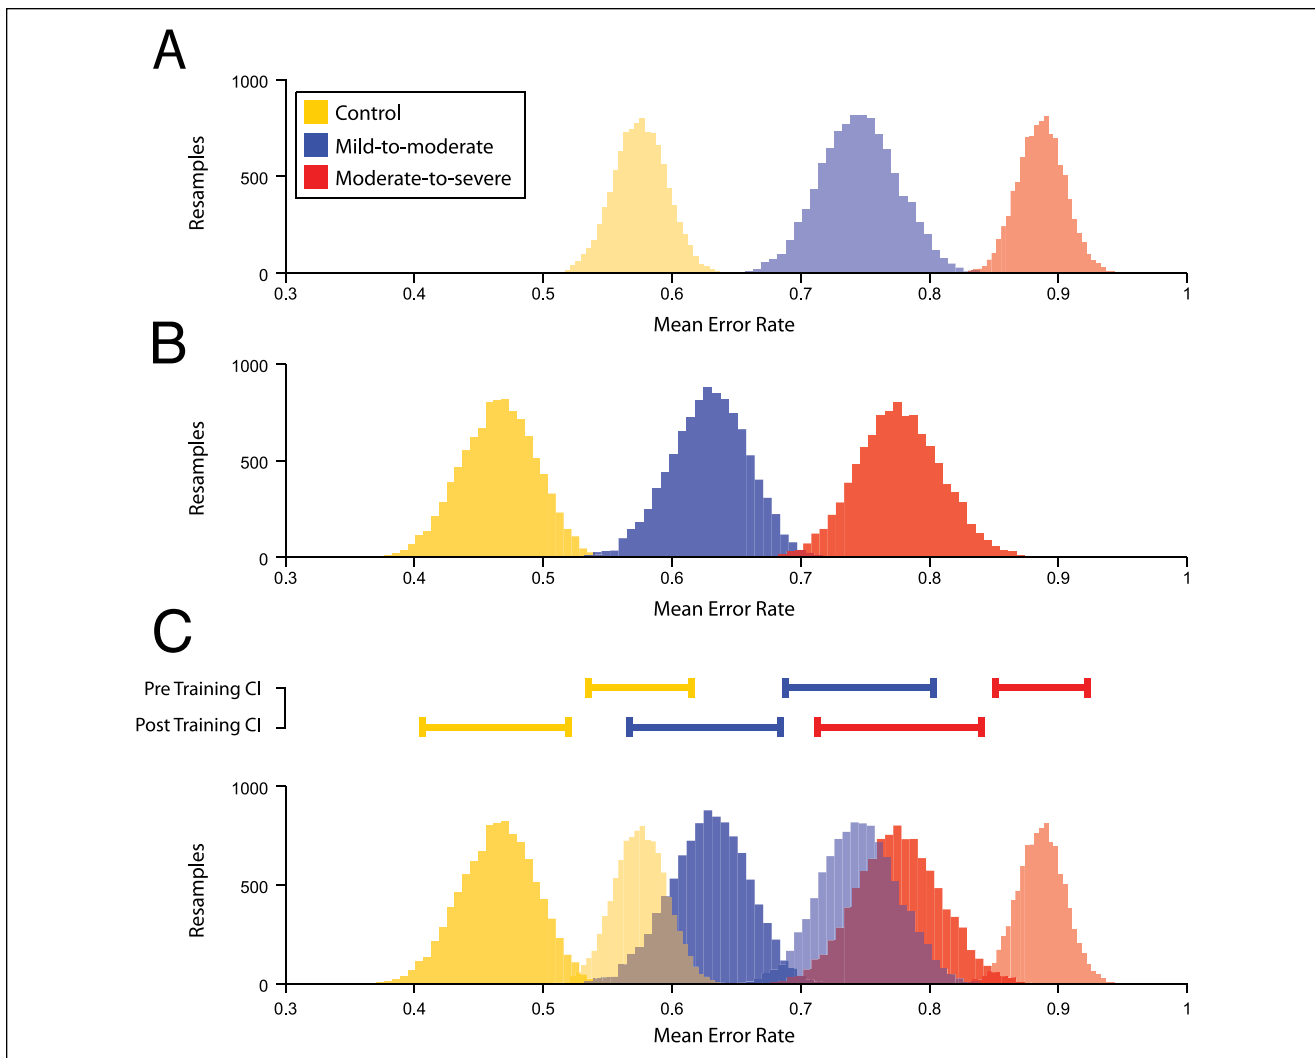 A
1000
500
0
Resamples
Control
Mild-to-moderate
Moderate-to-severe
0.3 0.4 0.5 0.6 0.7 0.8 0.9 1
Mean Error Rate
B
1000
500
0
Resamples
0.3 0.4 0.5 0.6 0.7 0.8 0.9 1
Mean Error Rate
C
Pre Training CI
Post Training CI
1000
500
0
Resamples
0.3 0.4 0.5 0.6 0.7 0.8 0.9 1
Mean Error Rate